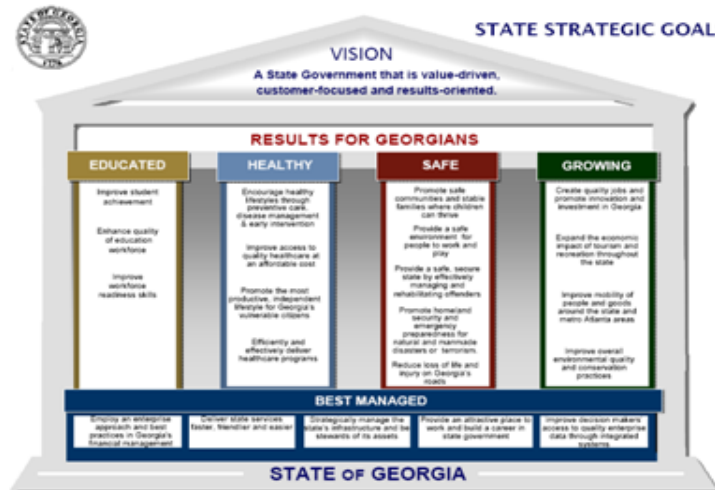 STATE OF GEORGIA
1776
STATE STRATEGIC GOAL
VISION
A State Government that is value-driven,
customer-focused and results-oriented.
RESULTS FOR GEORGIANS
EDUCATED
Improve student
achievement
Enhance quality
of education
workforce
Improve
workforce
readiness skills
HEALTHY
Encourage healthy
lifestyles through
preventive care,
disease management
& early intervention
Improve access to
quality healthcare at
an affordable cost
Promote the most
productive, independent
lifestyle for Georgia's
vulnerable citizens
Efficiently and
effectively deliver
healthcare programs
SAFE
Promote safe
communities and stable
families where children
can thrive
Provide a safe
environment for
people to work and
play
Provide a safe, secure
state by effectively
managing and
rehabilitating offenders
Promote homeland
security and
emergency
preparedness for
natural and manmade
disasters or terrorism.
Reduce loss of life and
injury on Georgia's
roads
GROWING
Create quality jobs and
promote innovation and
investment in Georgia
Expand the economic
impact of tourism and
recreation throughout
the state
Improve mobility of
people and goods
around the state and
metro Atlanta areas
Improve overall
environmental quality
and conservation
practices
BEST MANAGED
Employ an enterprise
approach and best
practices in Georgia's
financial management
Deliver state services,
faster, friendlier and easier
Strategically manage the
state's infrastructure and be
stewards of its assets
Provide an attractive place to
work and build a career in
state government
Improve decision makers'
access to quality enterprise
data through integrated
systems.
STATE OF GEORGIA